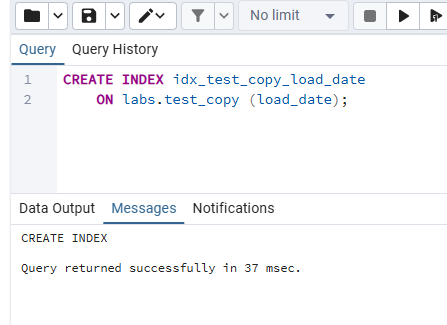 No limit
Query Query History
1 CREATE INDEX idx_test_copy_load_date
2 ON labs.test_copy (load_date);
Data Output Messages Notifications
CREATE INDEX
Query returned successfully in 37 msec.